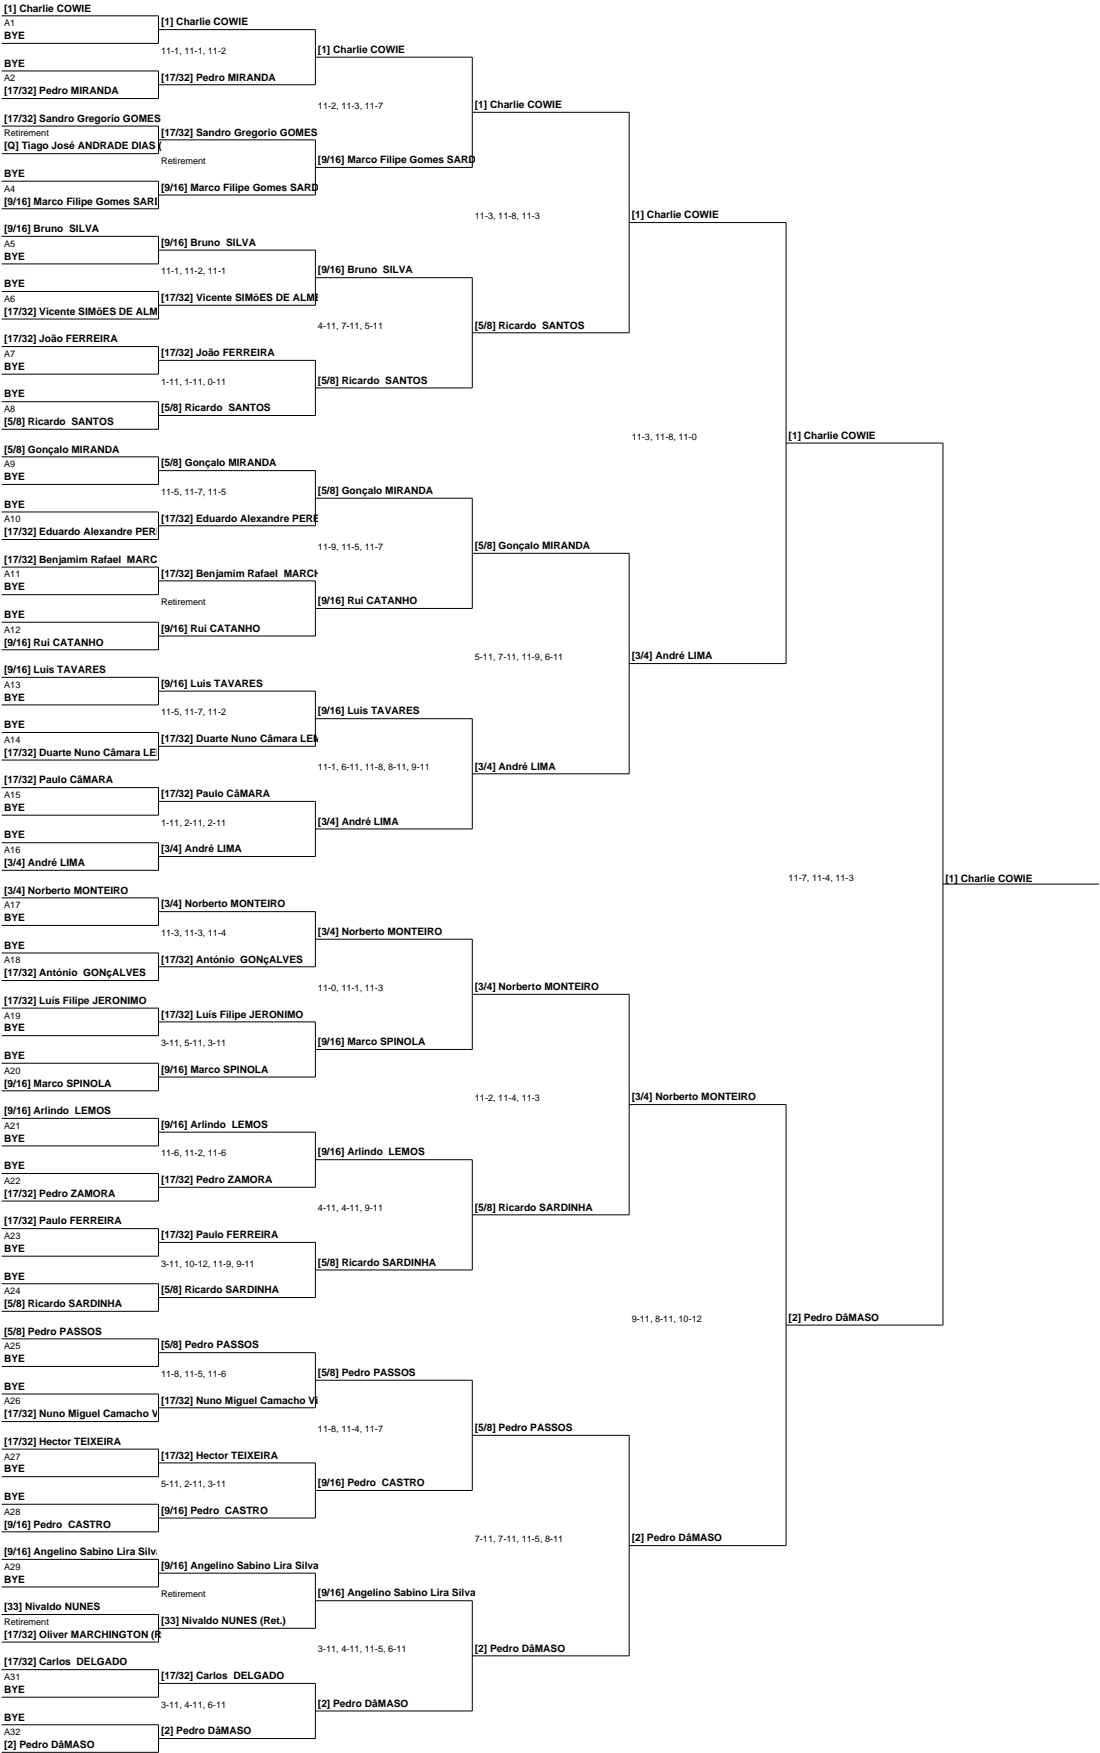 [1] Charlie COWIE
A1
BYE
BYE
A2
[17/32] Pedro MIRANDA
[17/32] Sandro Gregorio GOMES
Retirement
[Q] Tiago José ANDRADE DIAS (
BYE
A4
[9/16] Marco Filipe Gomes SARD
[9/16] Bruno SILVA
A5
BYE
BYE
A6
[17/32] Vicente SIMõES DE ALM
[17/32] João FERREIRA
A7
BYE
BYE
A8
[5/8] Ricardo SANTOS
[5/8] Gonçalo MIRANDA
A9
BYE
BYE
A10
[17/32] Eduardo Alexandre PER
[17/32] Benjamim Rafael MARC
A11
BYE
BYE
A12
[9/16] Rui CATANHO
[9/16] Luis TAVARES
A13
BYE
BYE
A14
[17/32] Duarte Nuno Câmara LE
[17/32] Paulo CâMARA
A15
BYE
BYE
A16
[3/4] André LIMA
[3/4] Norberto MONTEIRO
A17
BYE
BYE
A18
[17/32] António GONçALVES
[17/32] Luís Filipe JERONIMO
A19
BYE
BYE
A20
[9/16] Marco SPINOLA
[9/16] Arlindo LEMOS
A21
BYE
BYE
A22
[17/32] Pedro ZAMORA
[17/32] Paulo FERREIRA
A23
BYE
BYE
A24
[5/8] Ricardo SARDINHA
[5/8] Pedro PASSOS
A25
BYE
BYE
A26
[17/32] Nuno Miguel Camacho V
[17/32] Hector TEIXEIRA
A27
BYE
BYE
A28
[9/16] Pedro CASTRO
[9/16] Angelino Sabino Lira Silv
A29
BYE
[33] Nivaldo NUNES
Retirement
[17/32] Oliver MARCHINGTON (R
[17/32] Carlos DELGADO
A31
BYE
BYE
A32
[2] Pedro DâMASO
[1] Charlie COWIE
11-1, 11-1, 11-2
[17/32] Pedro MIRANDA
[17/32] Sandro Gregorio GOMES
Retirement
[9/16] Marco Filipe Gomes SARD
[9/16] Bruno SILVA
11-1, 11-2, 11-1
[17/32] Vicente SIMõES DE ALME
[17/32] João FERREIRA
1-11, 1-11, 0-11
[5/8] Ricardo SANTOS
[5/8] Gonçalo MIRANDA
11-5, 11-7, 11-5
[17/32] Eduardo Alexandre PERE
[17/32] Benjamim Rafael MARCH
Retirement
[9/16] Rui CATANHO
[9/16] Luis TAVARES
11-5, 11-7, 11-2
[17/32] Duarte Nuno Câmara LEM
[17/32] Paulo CâMARA
1-11, 2-11, 2-11
[3/4] André LIMA
[3/4] Norberto MONTEIRO
11-3, 11-3, 11-4
[17/32] António GONçALVES
[17/32] Luís Filipe JERONIMO
3-11, 5-11, 3-11
[9/16] Marco SPINOLA
[9/16] Arlindo LEMOS
11-6, 11-2, 11-6
[17/32] Pedro ZAMORA
[17/32] Paulo FERREIRA
3-11, 10-12, 11-9, 9-11
[5/8] Ricardo SARDINHA
[5/8] Pedro PASSOS
11-8, 11-5, 11-6
[17/32] Nuno Miguel Camacho Vi
[17/32] Hector TEIXEIRA
5-11, 2-11, 3-11
[9/16] Pedro CASTRO
[9/16] Angelino Sabino Lira Silva
Retirement
[33] Nivaldo NUNES (Ret.)
[17/32] Carlos DELGADO
3-11, 4-11, 6-11
[2] Pedro DâMASO
[1] Charlie COWIE
11-2, 11-3, 11-7
[9/16] Marco Filipe Gomes SARD
[9/16] Bruno SILVA
4-11, 7-11, 5-11
[5/8] Ricardo SANTOS
[5/8] Gonçalo MIRANDA
11-9, 11-5, 11-7
[9/16] Rui CATANHO
[9/16] Luis TAVARES
11-1, 6-11, 11-8, 8-11, 9-11
[3/4] André LIMA
[3/4] Norberto MONTEIRO
11-0, 11-1, 11-3
[9/16] Marco SPINOLA
[9/16] Arlindo LEMOS
4-11, 4-11, 9-11
[5/8] Ricardo SARDINHA
[5/8] Pedro PASSOS
11-8, 11-4, 11-7
[9/16] Pedro CASTRO
[9/16] Angelino Sabino Lira Silva
3-11, 4-11, 11-5, 6-11
[2] Pedro DâMASO
[1] Charlie COWIE
11-3, 11-8, 11-3
[5/8] Ricardo SANTOS
[5/8] Gonçalo MIRANDA
5-11, 7-11, 11-9, 6-11
[3/4] André LIMA
[3/4] Norberto MONTEIRO
11-2, 11-4, 11-3
[5/8] Ricardo SARDINHA
[5/8] Pedro PASSOS
7-11, 7-11, 11-5, 8-11
[2] Pedro DâMASO
[1] Charlie COWIE
11-3, 11-8, 11-0
[3/4] André LIMA
[3/4] Norberto MONTEIRO
9-11, 8-11, 10-12
[2] Pedro DâMASO
[1] Charlie COWIE
11-7, 11-4, 11-3
[2] Pedro DâMASO
[1] Charlie COWIE